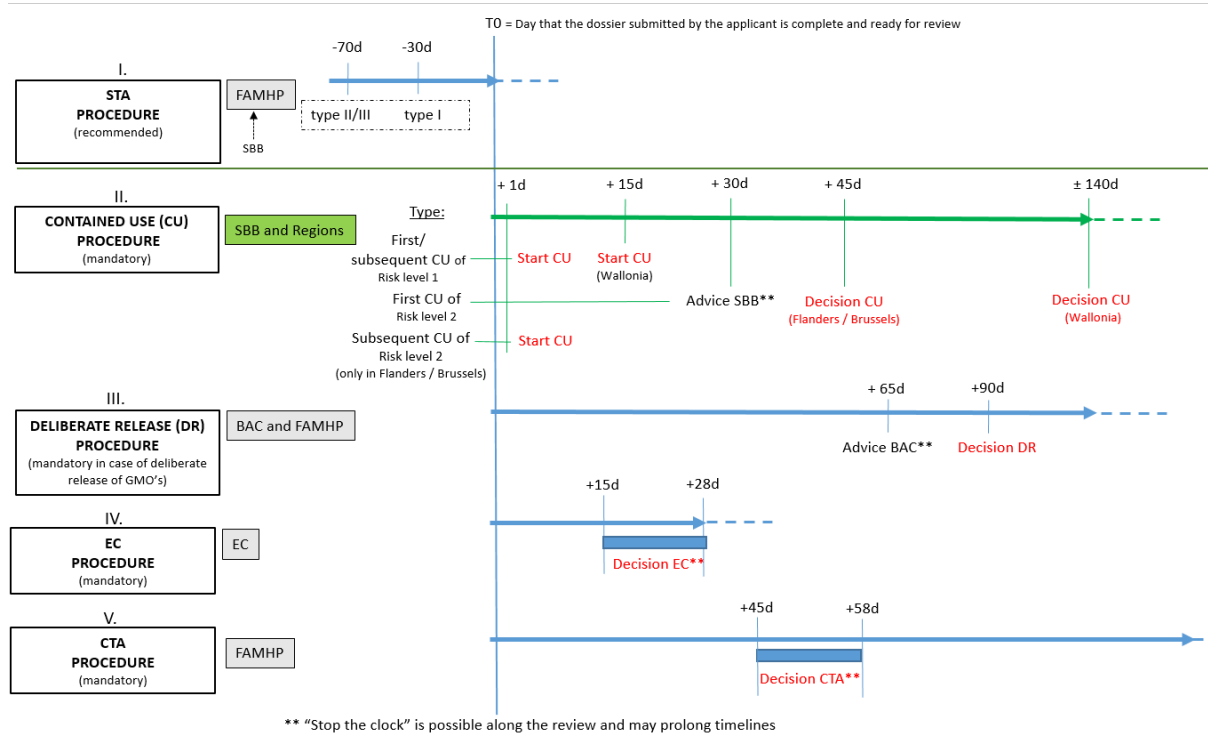 T0 = Day that the dossier submitted by the applicant is complete and ready for review
-70d
-30d
I.
STA
PROCEDURE
(recommended)
FAMHP
SBB
type II/III
type I
+ 1d
+ 15d
+ 30d
+ 45d
± 140d
II.
CONTAINED USE (CU)
PROCEDURE
(mandatory)
SBB and Regions
Type:
First/
subsequent CU of
Risk level 1
Start CU
Start CU
(Wallonia)
First CU of
Risk level 2
Advice SBB**
Decision CU
(Flanders / Brussels)
Decision CU
(Wallonia)
Subsequent CU of
Risk level 2
(only in Flanders / Brussels)
Start CU
III.
DELIBERATE RELEASE (DR)
PROCEDURE
(mandatory in case of deliberate
release of GMO's)
BAC and FAMHP
+ 65d
+90d
Advice BAC**
Decision DR
IV.
EC
PROCEDURE
(mandatory)
EC
+15d
+28d
Decision EC**
V.
CTA
PROCEDURE
(mandatory)
FAMHP
+45d
+58d
Decision CTA**
** "Stop the clock" is possible along the review and may prolong timelines